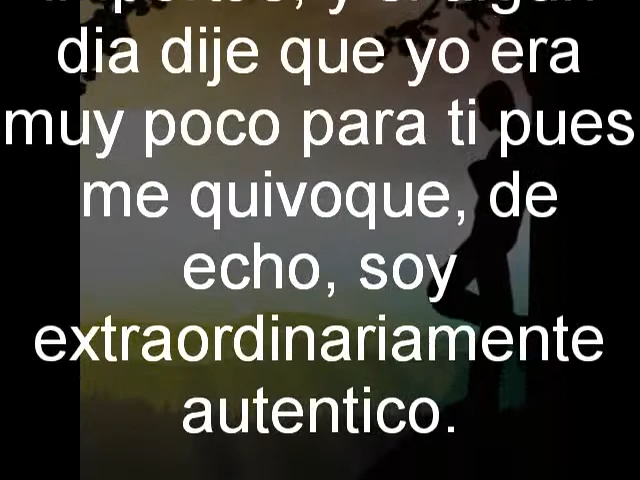 dia dije que yo era
muy poco para ti pues
me quivoque, de
echo, soy
extraordinariamente
autentico.